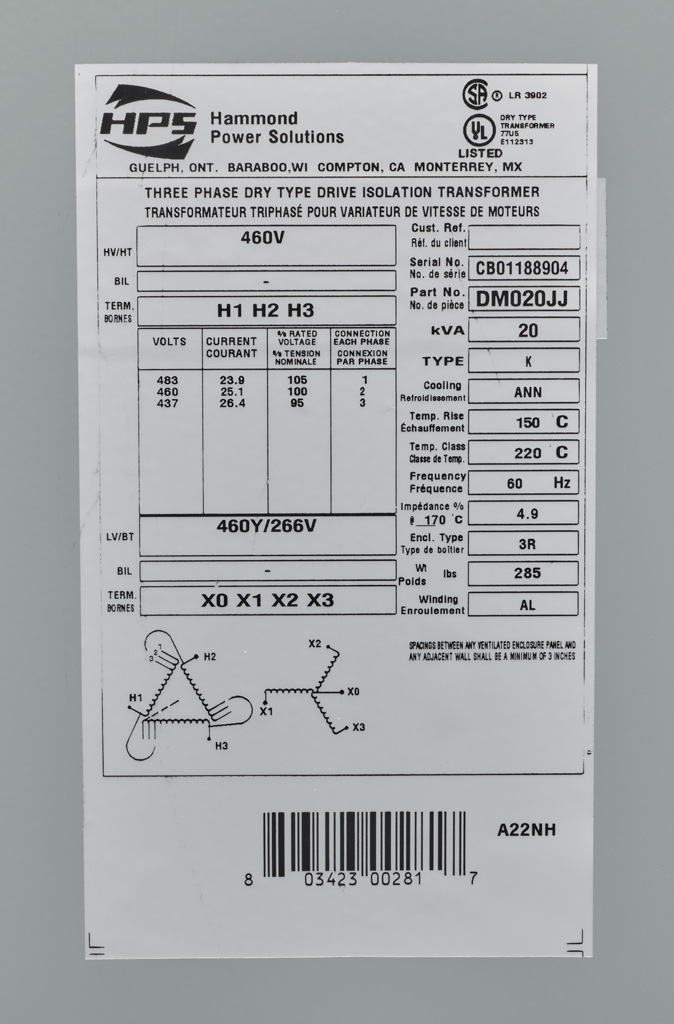 HPS
Hammond
Power Solutions
SA ® LR 3902
UL
DRY TYPE
TRANSFORMER
77U5
E112313
LISTED
GUELPH, ONT. BARABOO,WI COMPTON, CA MONTERREY, MX
THREE PHASE DRY TYPE DRIVE ISOLATION TRANSFORMER
TRANSFORMATEUR TRIPHASÉ POUR VARIATEUR DE VITESSE DE MOTEURS
HV/HT 460V
BIL -
TERM.
BORNES
H1 H2 H3
VOLTS
CURRENT
COURANT
% RATED
VOLTAGE
% TENSION
NOMINALE
CONNECTION
EACH PHASE
CONNEXION
PAR PHASE
483 23.9 105 1
460 25.1 100 2
437 26.4 95 3
LV/BT 460Y/266V
BIL -
TERM.
BORNES
X0 X1 X2 X3
Cust. Ref.
Réf. du client
Serial No.
No. de série
CB01188904
Part No.
No. de pièce
DM020JJ
kVA 20
TYPE K
Cooling
Refroidissement
ANN
Temp. Rise
Échauffement
150 C
Temp. Class
Classe de Temp.
220 C
Frequency
Fréquence
60 Hz
Impédance %
@ 170 °C
4.9
Encl. Type
Type de boîtier
3R
Wt
Poids
lbs
285
Winding
Enroulement
AL
SPACINGS BETWEEN ANY VENTILATED ENCLOSURE PANEL AND
ANY ADJACENT WALL SHALL BE A MINIMUM OF 3 INCHES
1
2
3
H2
H1
H3
X2
X0
X1
X3
A22NH
8 03423 00281 7